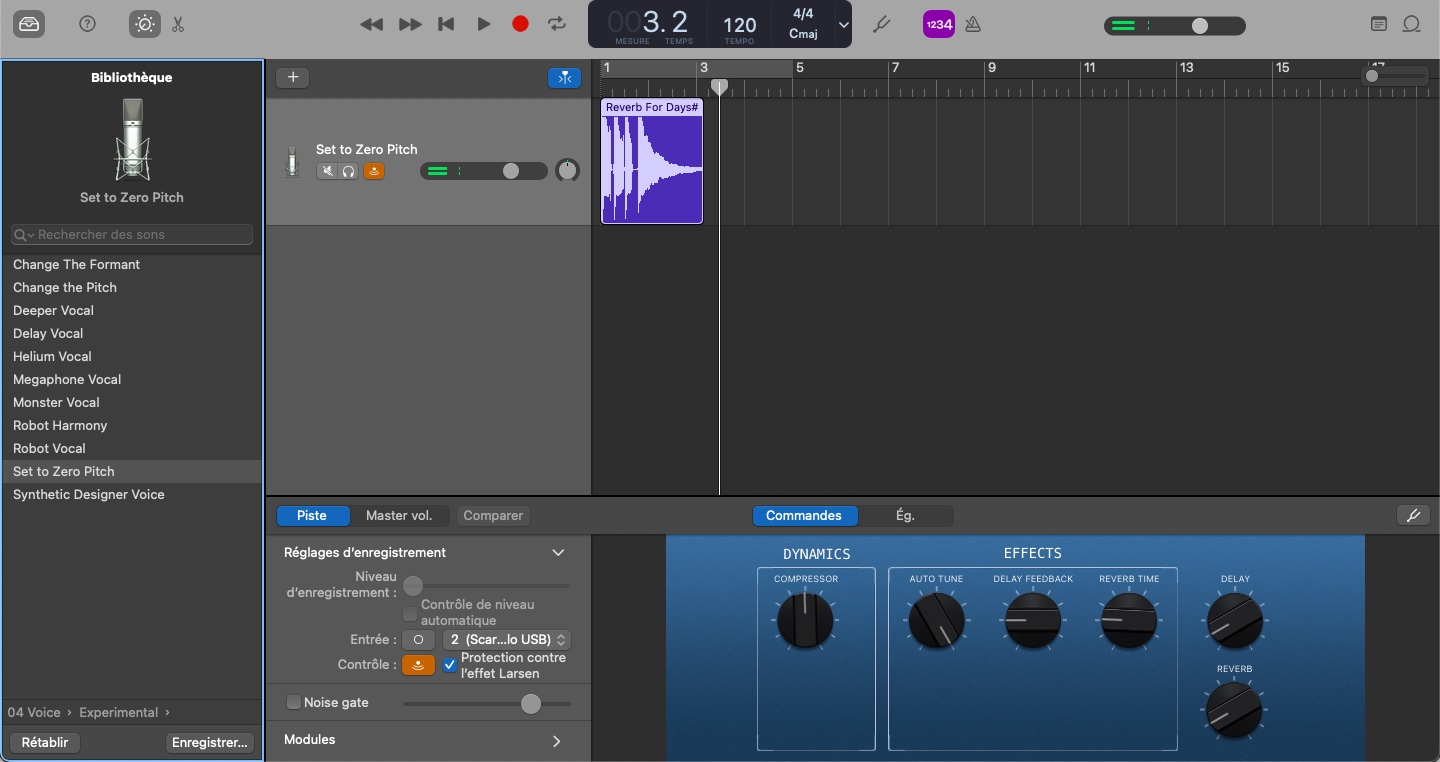 003. 2
MESURE TEMPS
120
TEMPO
4/4
Cmaj
1234
Bibliothèque
Set to Zero Pitch
Rechercher des sons
Change The Formant
Change the Pitch
Deeper Vocal
Delay Vocal
Helium Vocal
Megaphone Vocal
Monster Vocal
Robot Harmony
Robot Vocal
Set to Zero Pitch
Synthetic Designer Voice
04 Voice › Experimental ›
Rétablir Enregistrer...
1 3 5 7 9 11 13 15 17
Set to Zero Pitch
Reverb For Days#
Piste Master vol. Comparer
Commandes Ég.
Réglages d’enregistrement
Niveau
d’enregistrement :
Contrôle de niveau
automatique
Entrée : 2 (Scar...lo USB)
Contrôle : Protection contre
l’effet Larsen
Noise gate
Modules
DYNAMICS EFFECTS
COMPRESSOR AUTO TUNE DELAY FEEDBACK REVERB TIME DELAY
REVERB